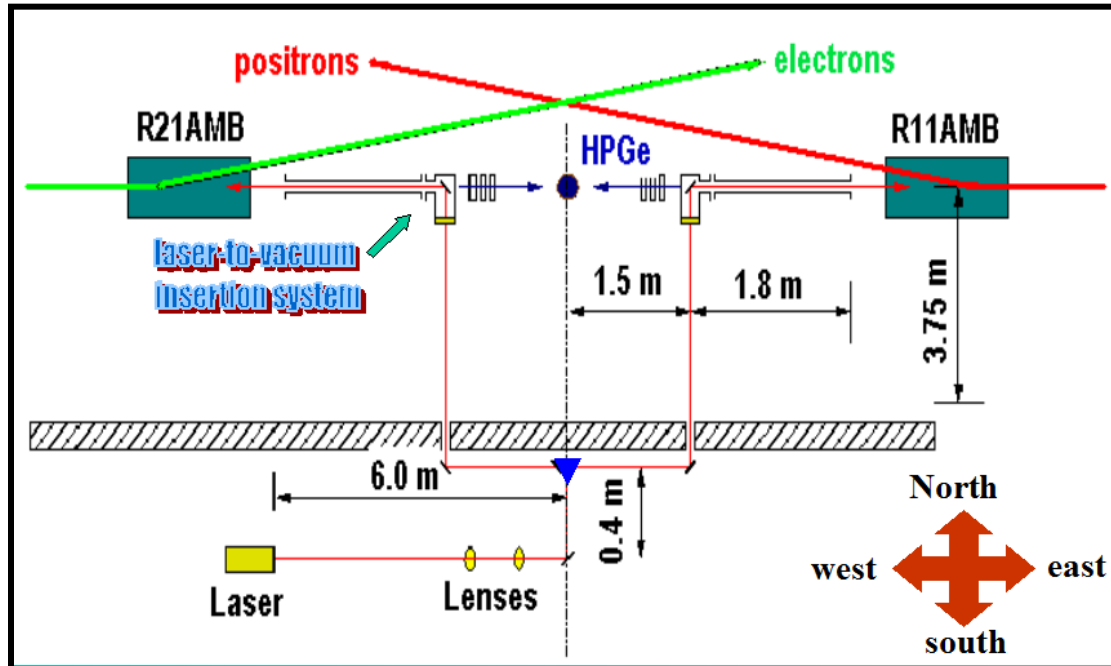 positrons
electrons
R21AMB
R11AMB
HPGe
laser-to-vacuum
insertion system
1.5 m
1.8 m
3.75 m
6.0 m
0.4 m
Laser
Lenses
North
west
east
south